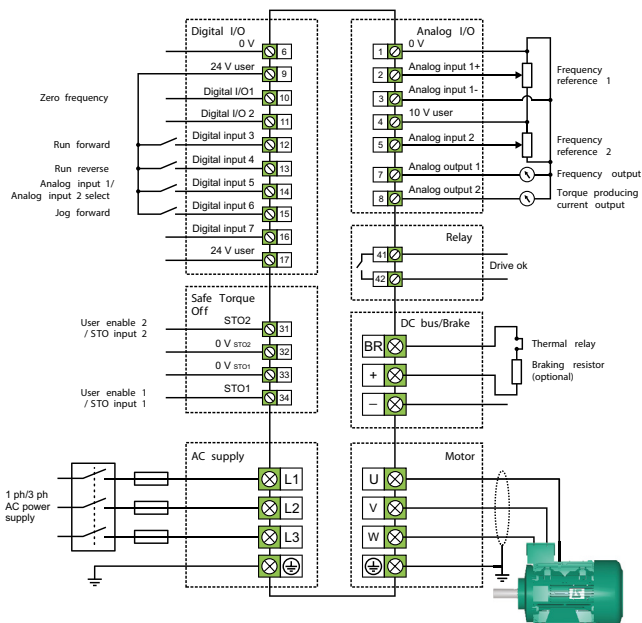 Digital I/O
0 V
6
24 V user
9
Zero frequency
Digital I/O1
10
Digital I/O 2
11
Run forward
Digital input 3
12
Run reverse
Digital input 4
13
Analog input 1/
Analog input 2 select
Digital input 5
14
Jog forward
Digital input 6
15
Digital input 7
16
24 V user
17
Analog I/O
1
0 V
2
Analog input 1+
Frequency
reference 1
3
Analog input 1-
4
10 V user
5
Analog input 2
Frequency
reference 2
7
Analog output 1
Frequency output
8
Analog output 2
Torque producing
current output
Relay
41
42
Drive ok
Safe Torque
Off
User enable 2
/ STO input 2
STO2
31
0 V STO2
32
0 V STO1
33
User enable 1
/ STO input 1
STO1
34
DC bus/Brake
BR
+
−
Thermal relay
Braking resistor
(optional)
AC supply
1 ph/3 ph
AC power
supply
L1
L2
L3
Motor
U
V
W